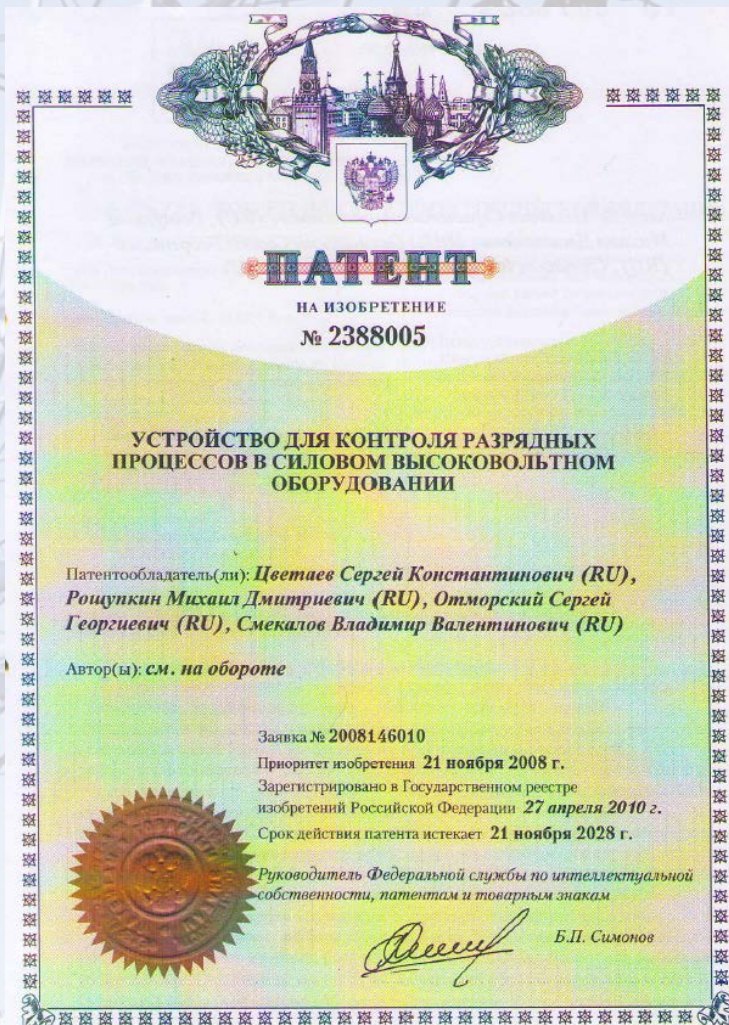 ПАТЕНТ
НА ИЗОБРЕТЕНИЕ
№ 2388005
УСТРОЙСТВО ДЛЯ КОНТРОЛЯ РАЗРЯДНЫХ
ПРОЦЕССОВ В СИЛОВОМ ВЫСОКОВОЛЬТНОМ
ОБОРУДОВАНИИ
Патентообладатель(ли): Цветаев Сергей Константинович (RU),
Рощупкин Михаил Дмитриевич (RU), Отморский Сергей
Георгиевич (RU), Смекалов Владимир Валентинович (RU)
Автор(ы): см. на обороте
Заявка № 2008146010
Приоритет изобретения 21 ноября 2008 г.
Зарегистрировано в Государственном реестре
изобретений Российской Федерации 27 апреля 2010 г.
Срок действия патента истекает 21 ноября 2028 г.
Руководитель Федеральной службы по интеллектуальной
собственности, патентам и товарным знакам
Б.П. Симонов